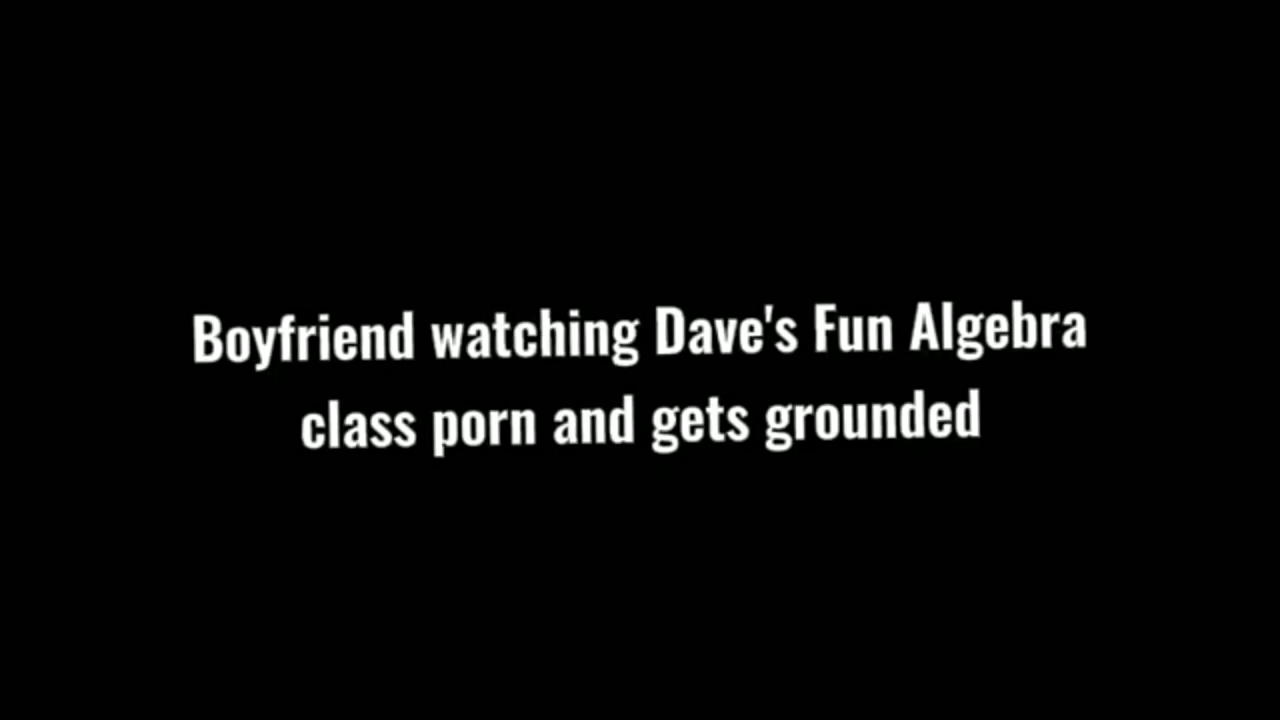 Boyfriend watching Dave's Fun Algebra
class porn and gets grounded